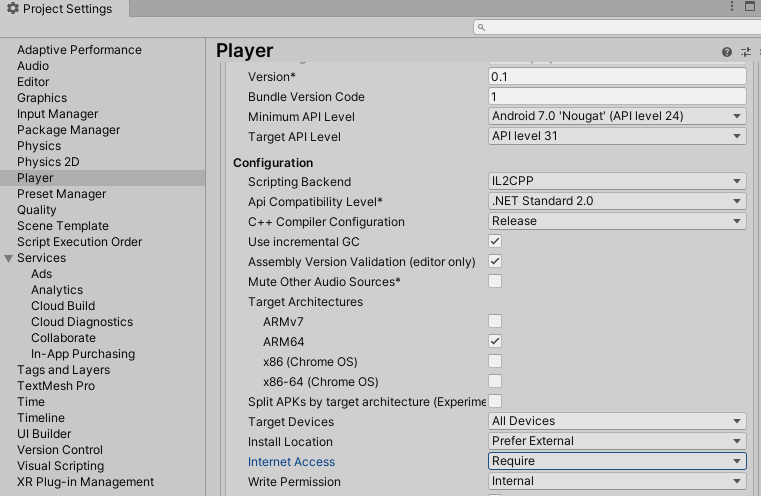 Project Settings
Adaptive Performance
Audio
Editor
Graphics
Input Manager
Package Manager
Physics
Physics 2D
Player
Preset Manager
Quality
Scene Template
Script Execution Order
Services
Ads
Analytics
Cloud Build
Cloud Diagnostics
Collaborate
In-App Purchasing
Tags and Layers
TextMesh Pro
Time
Timeline
UI Builder
Version Control
Visual Scripting
XR Plug-in Management
Player
Version* 0.1
Bundle Version Code 1
Minimum API Level Android 7.0 'Nougat' (API level 24)
Target API Level API level 31
Configuration
Scripting Backend IL2CPP
Api Compatibility Level* .NET Standard 2.0
C++ Compiler Configuration Release
Use incremental GC
Assembly Version Validation (editor only)
Mute Other Audio Sources*
Target Architectures
ARMv7
ARM64
x86 (Chrome OS)
x86-64 (Chrome OS)
Split APKs by target architecture (Experime
Target Devices All Devices
Install Location Prefer External
Internet Access Require
Write Permission Internal